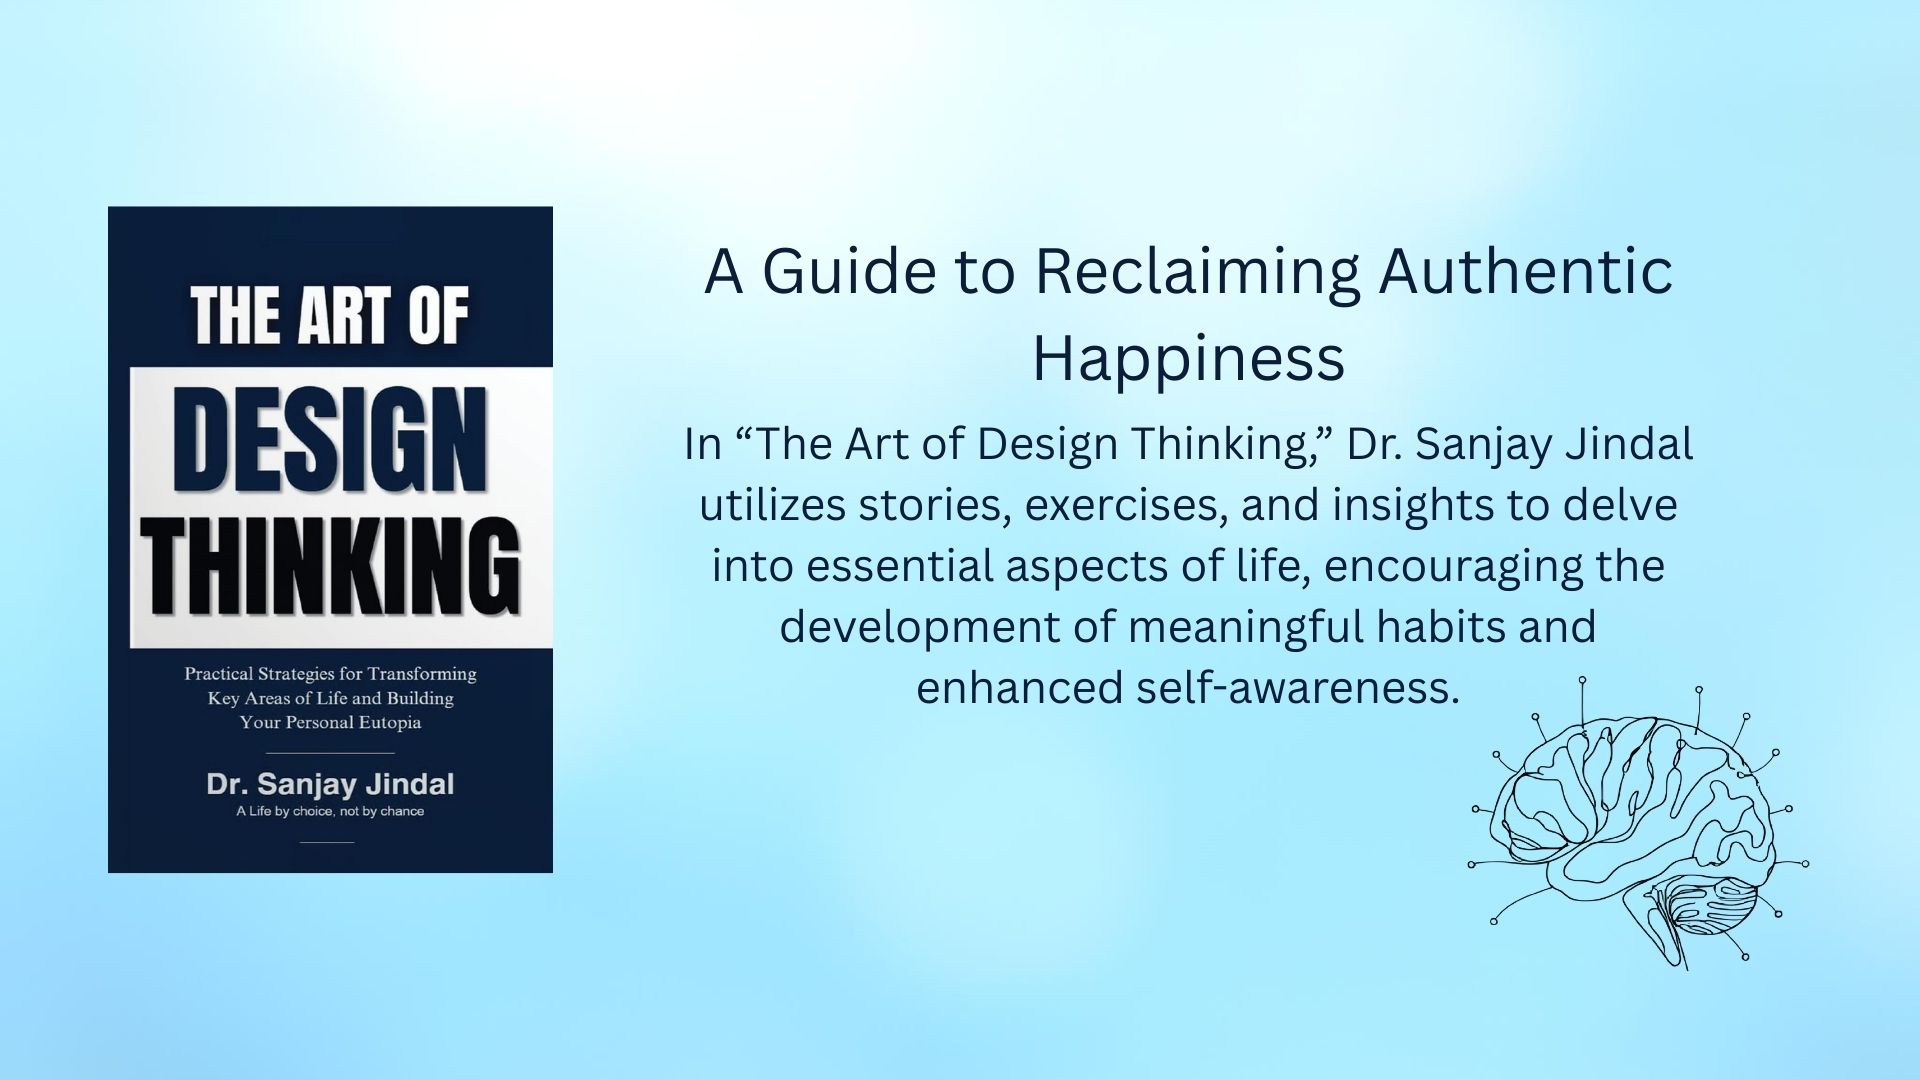 THE ART OF
DESIGN
THINKING
Practical Strategies for Transforming
Key Areas of Life and Building
Your Personal Eutopia
Dr. Sanjay Jindal
A Life by choice, not by chance
A Guide to Reclaiming Authentic
Happiness
In “The Art of Design Thinking,” Dr. Sanjay Jindal
utilizes stories, exercises, and insights to delve
into essential aspects of life, encouraging the
development of meaningful habits and
enhanced self-awareness.